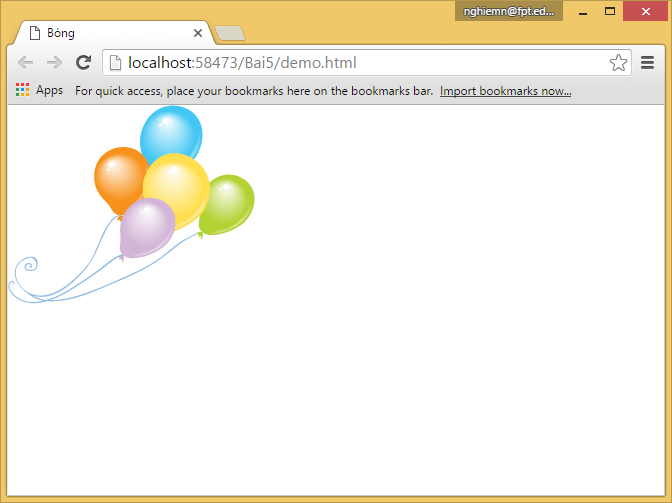 nghiemn@fpt.ed...
Bóng
localhost:58473/Bai5/demo.html
Apps For quick access, place your bookmarks here on the bookmarks bar. Import bookmarks now...